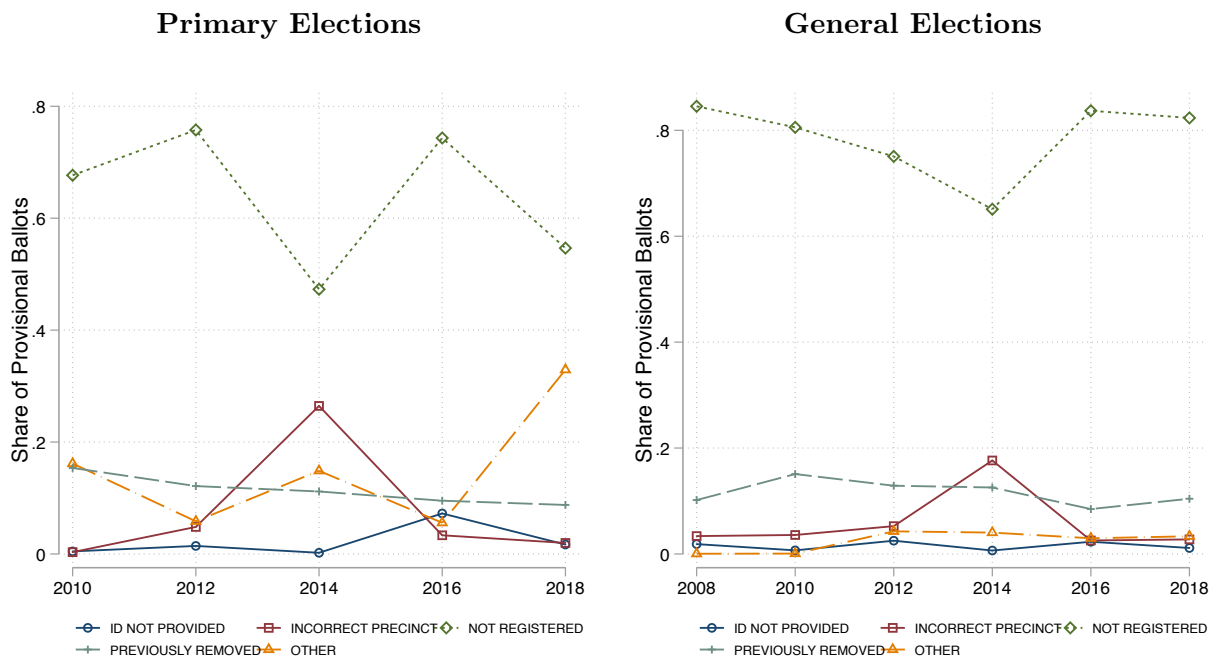 Primary Elections
General Elections
Share of Provisional Ballots
.8
.6
.4
.2
0
2010 2012 2014 2016 2018
ID NOT PROVIDED INCORRECT PRECINCT NOT REGISTERED
PREVIOUSLY REMOVED OTHER
Share of Provisional Ballots
.8
.6
.4
.2
0
2008 2010 2012 2014 2016 2018
ID NOT PROVIDED INCORRECT PRECINCT NOT REGISTERED
PREVIOUSLY REMOVED OTHER